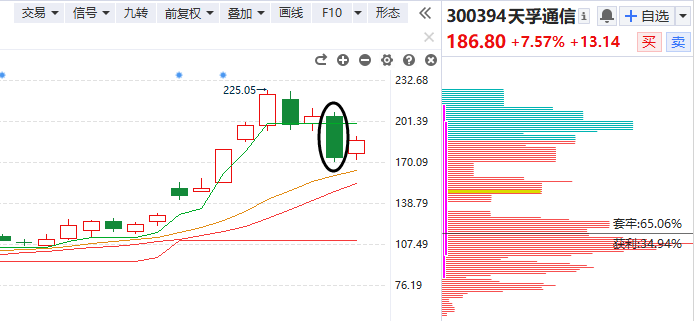 交易 信号 九转 前复权 叠加 画线 F10 形态
300394天孚通信 自选
186.80 +7.57% +13.14 买 卖
232.68
225.05
201.39
170.09
138.79
107.49
76.19
套牢:65.06%
获利:34.94%